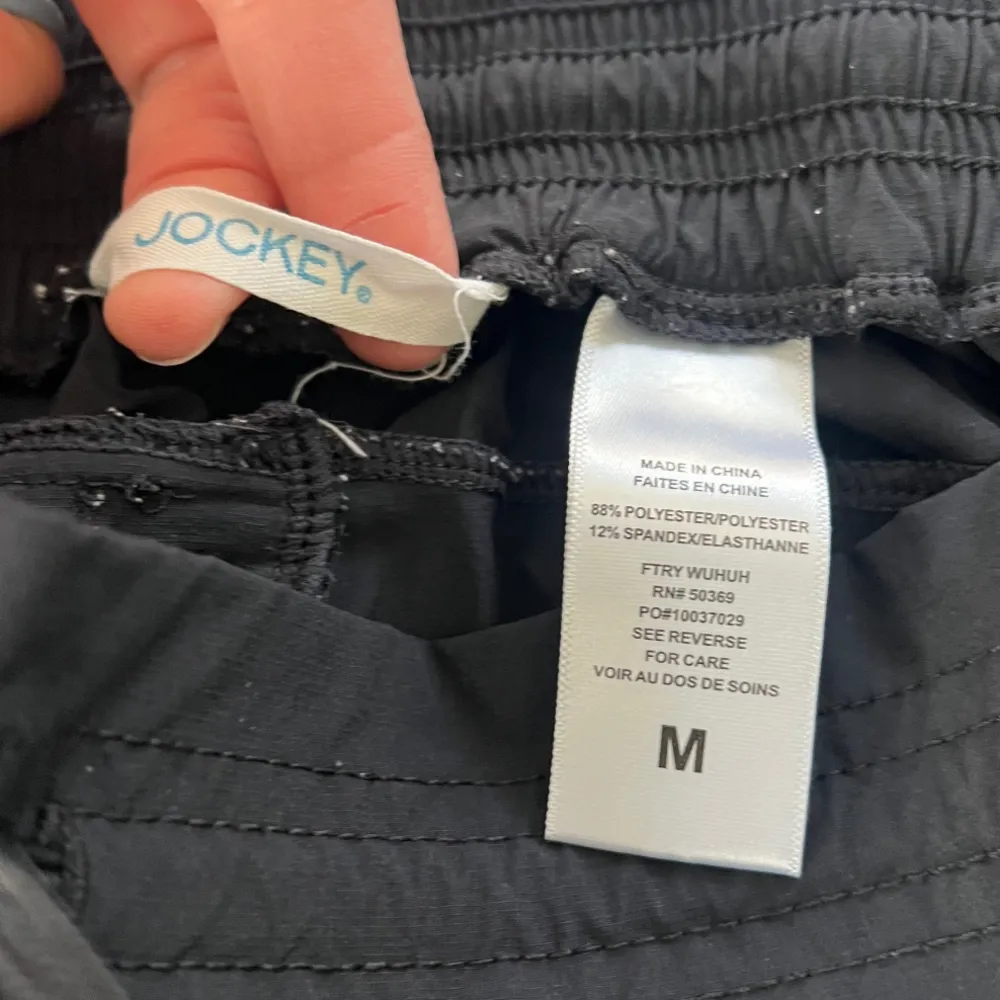 JOCKEY®
MADE IN CHINA
FAITES EN CHINE
88% POLYESTER/POLYESTER
12% SPANDEX/ELASTHANNE
FTRY WUHUH
RN# 50369
PO#10037029
SEE REVERSE
FOR CARE
VOIR AU DOS DE SOINS
M